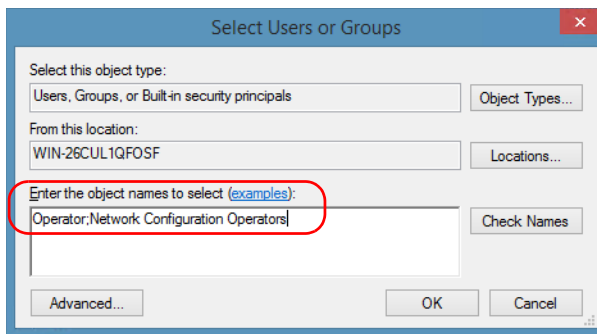 Select Users or Groups
Select this object type:
Users, Groups, or Built-in security principals
Object Types...
From this location:
WIN-26CUL1QFOSF
Locations...
Enter the object names to select (examples):
Operator;Network Configuration Operators
Check Names
Advanced...
OK
Cancel